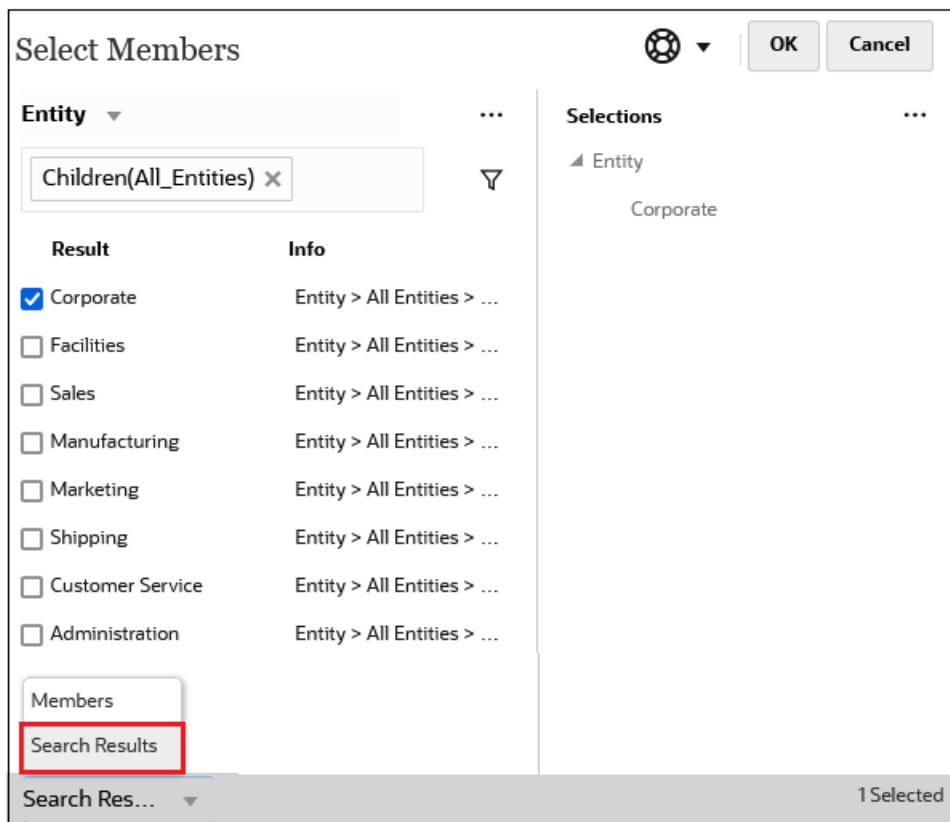 Select Members
OK
Cancel
Entity
...
Selections
...
Children(All_Entities)
Entity
Corporate
Result
Info
Corporate
Entity > All Entities > ...
Facilities
Entity > All Entities > ...
Sales
Entity > All Entities > ...
Manufacturing
Entity > All Entities > ...
Marketing
Entity > All Entities > ...
Shipping
Entity > All Entities > ...
Customer Service
Entity > All Entities > ...
Administration
Entity > All Entities > ...
Members
Search Results
Search Res...
1 Selected